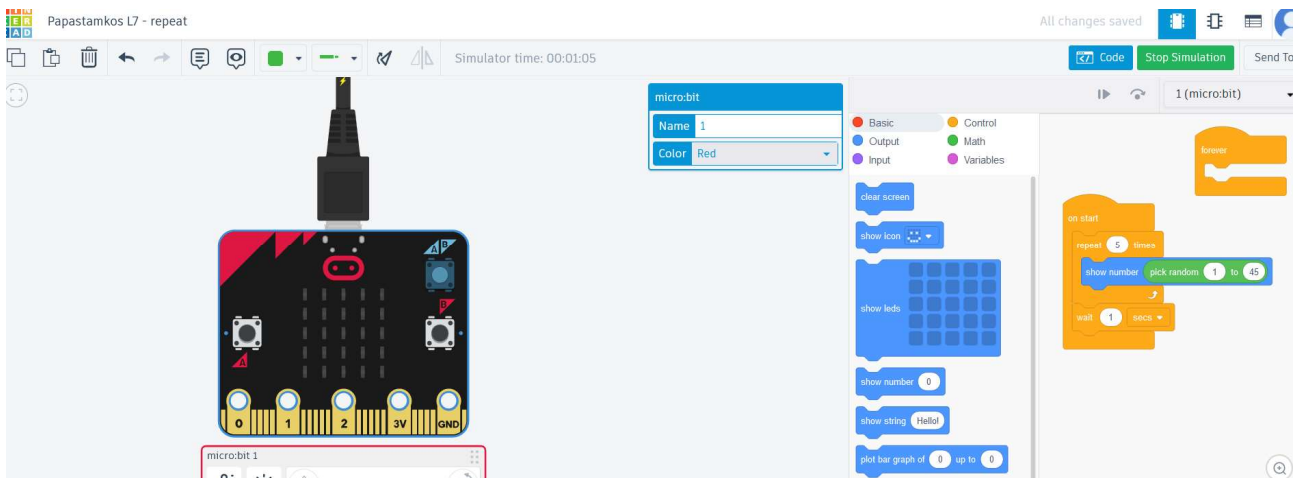 TIN
KER
CAD
Papastamkos L7 - repeat
All changes saved
Simulator time: 00:01:05
Code
Stop Simulation
Send To
1 (micro:bit)
micro:bit
Name 1
Color Red
Basic
Control
Output
Math
Input
Variables
clear screen
show icon
show leds
show number 0
show string Hello!
plot bar graph of 0 up to 0
forever
on start
repeat 5 times
show number pick random 1 to 45
wait 1 secs
A B
B
A
0 1 2 3V GND
micro:bit 1